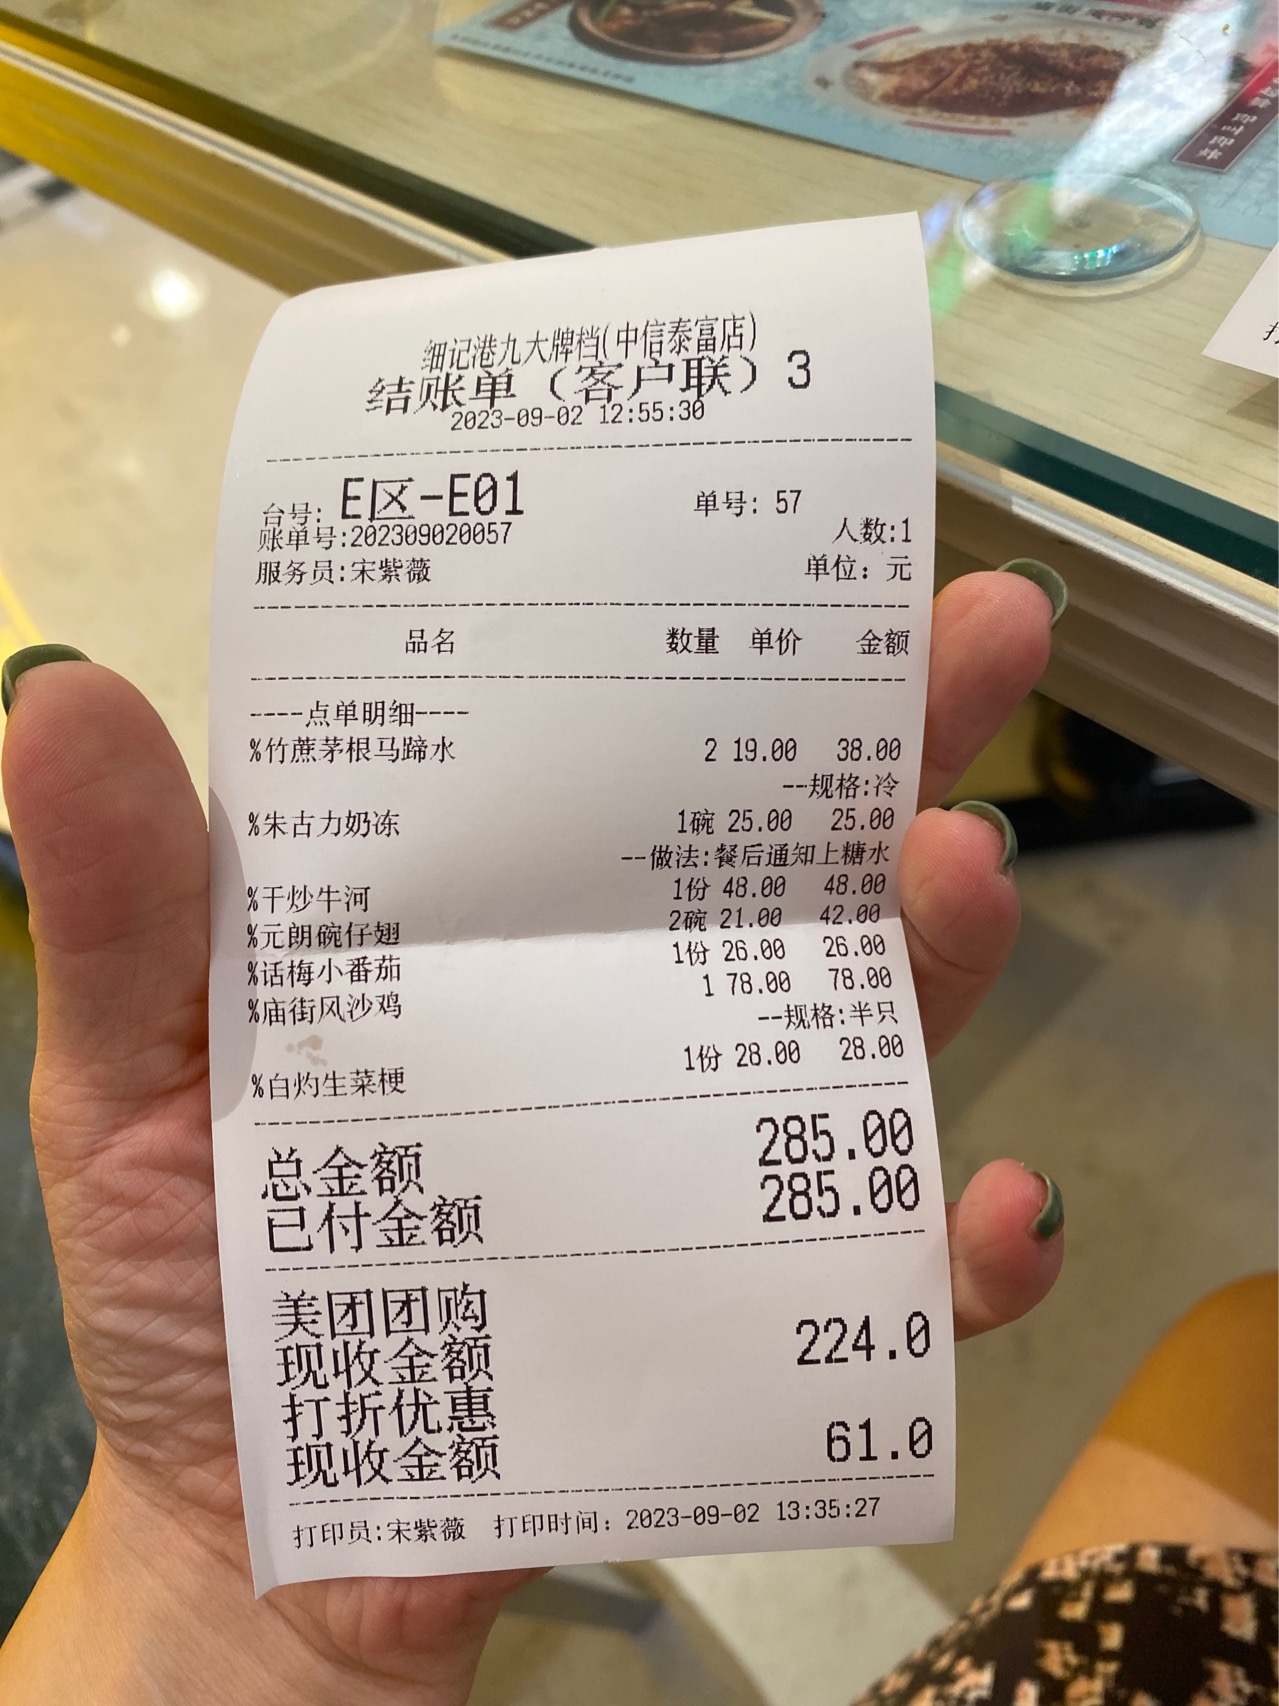 细记港九大牌档(中信泰富店)
结账单（客户联）3
2023-09-02 12:55:30
台号: E区-E01 单号: 57
账单号:202309020057 人数:1
服务员:宋紫薇 单位: 元
品名 数量 单价 金额
----点单明细----
%竹蔗茅根马蹄水 2 19.00 38.00
--规格:冷
%朱古力奶冻 1碗 25.00 25.00
--做法:餐后通知上糖水
%干炒牛河 1份 48.00 48.00
%元朗碗仔翅 2碗 21.00 42.00
%话梅小番茄 1份 26.00 26.00
%庙街风沙鸡 1 78.00 78.00
--规格:半只
%白灼生菜梗 1份 28.00 28.00
总金额 285.00
已付金额 285.00
美团团购
现收金额 224.0
打折优惠
现收金额 61.0
打印员:宋紫薇 打印时间: 2023-09-02 13:35:27